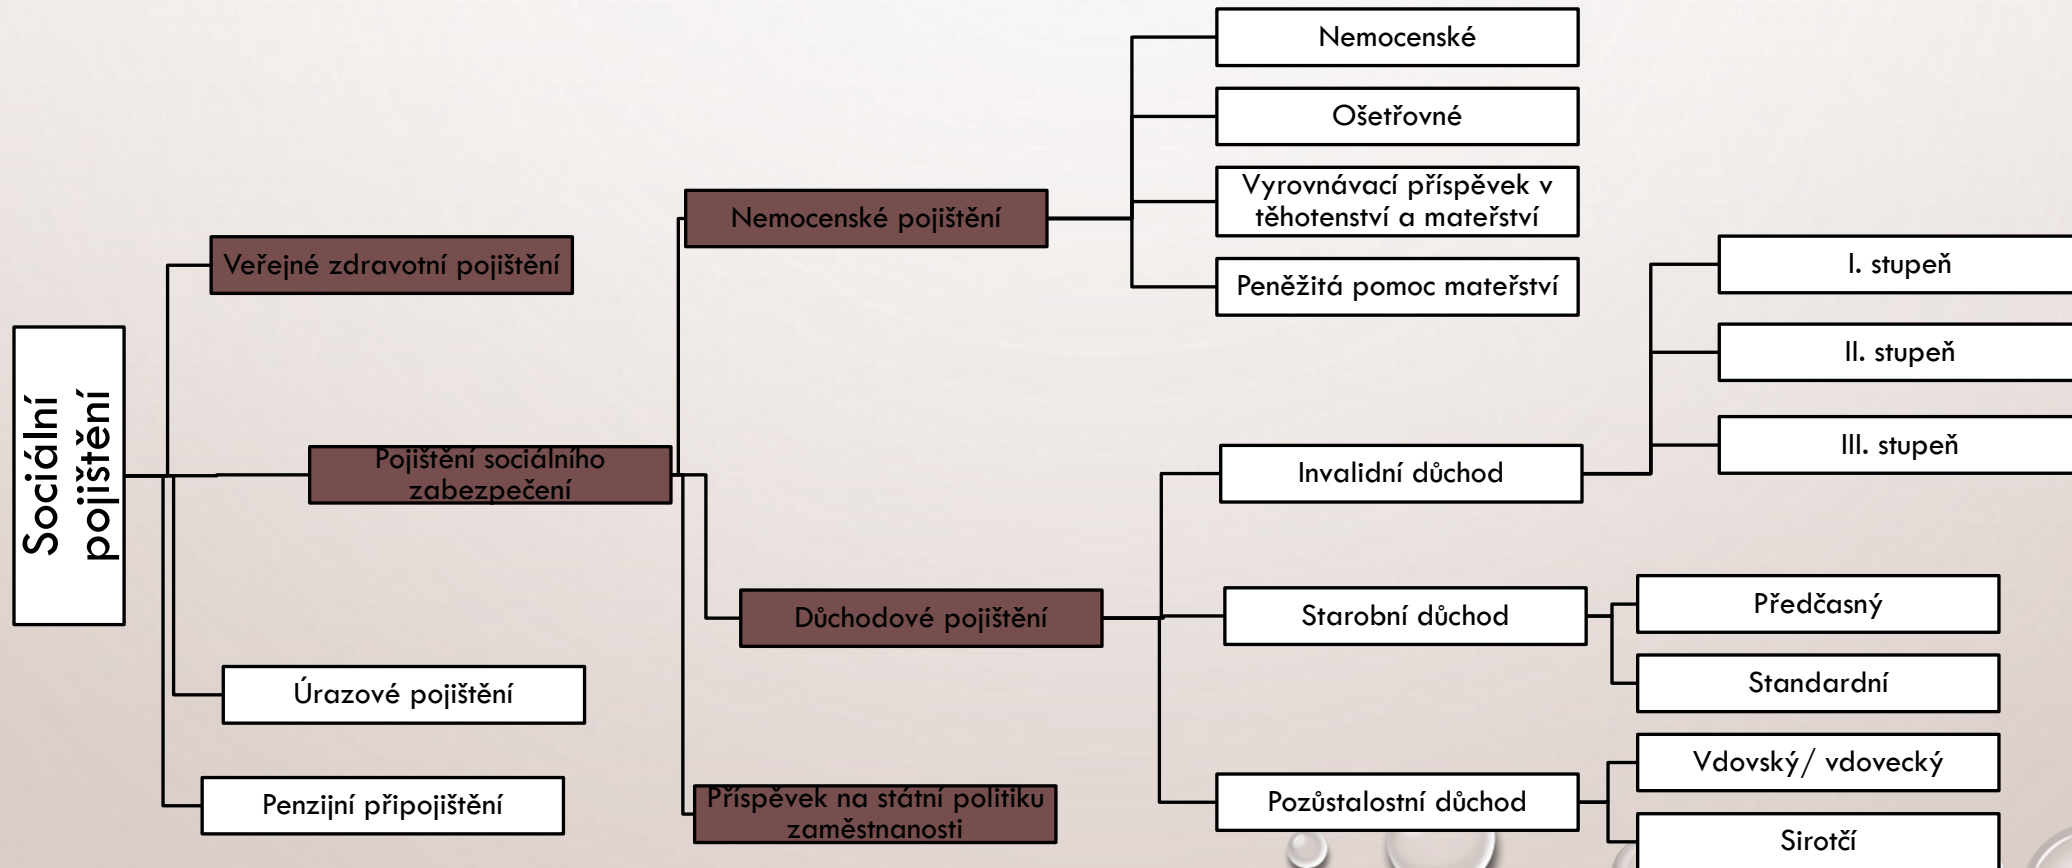 Sociální
pojištění
Veřejné zdravotní pojištění
Pojištění sociálního
zabezpečení
Úrazové pojištění
Penzijní připojištění
Nemocenské pojištění
Důchodové pojištění
Příspěvek na státní politiku
zaměstnanosti
Nemocenské
Ošetřovné
Vyrovnávací příspěvek v
těhotenství a mateřství
Peněžitá pomoc mateřství
Invalidní důchod
Starobní důchod
Pozůstalostní důchod
I. stupeň
II. stupeň
III. stupeň
Předčasný
Standardní
Vdovský/ vdovecký
Sirotčí